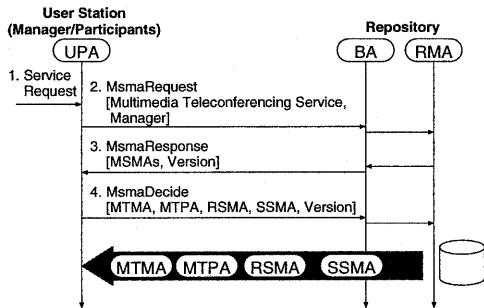 User Station
(Manager/Participants)
Repository
UPA
BA
RMA
1. Service
Request
2. MsmaRequest
[Multimedia Teleconferencing Service,
Manager]
3. MsmaResponse
[MSMAs, Version]
4. MsmaDecide
[MTMA, MTPA, RSMA, SSMA, Version]
MTMA MTPA RSMA SSMA